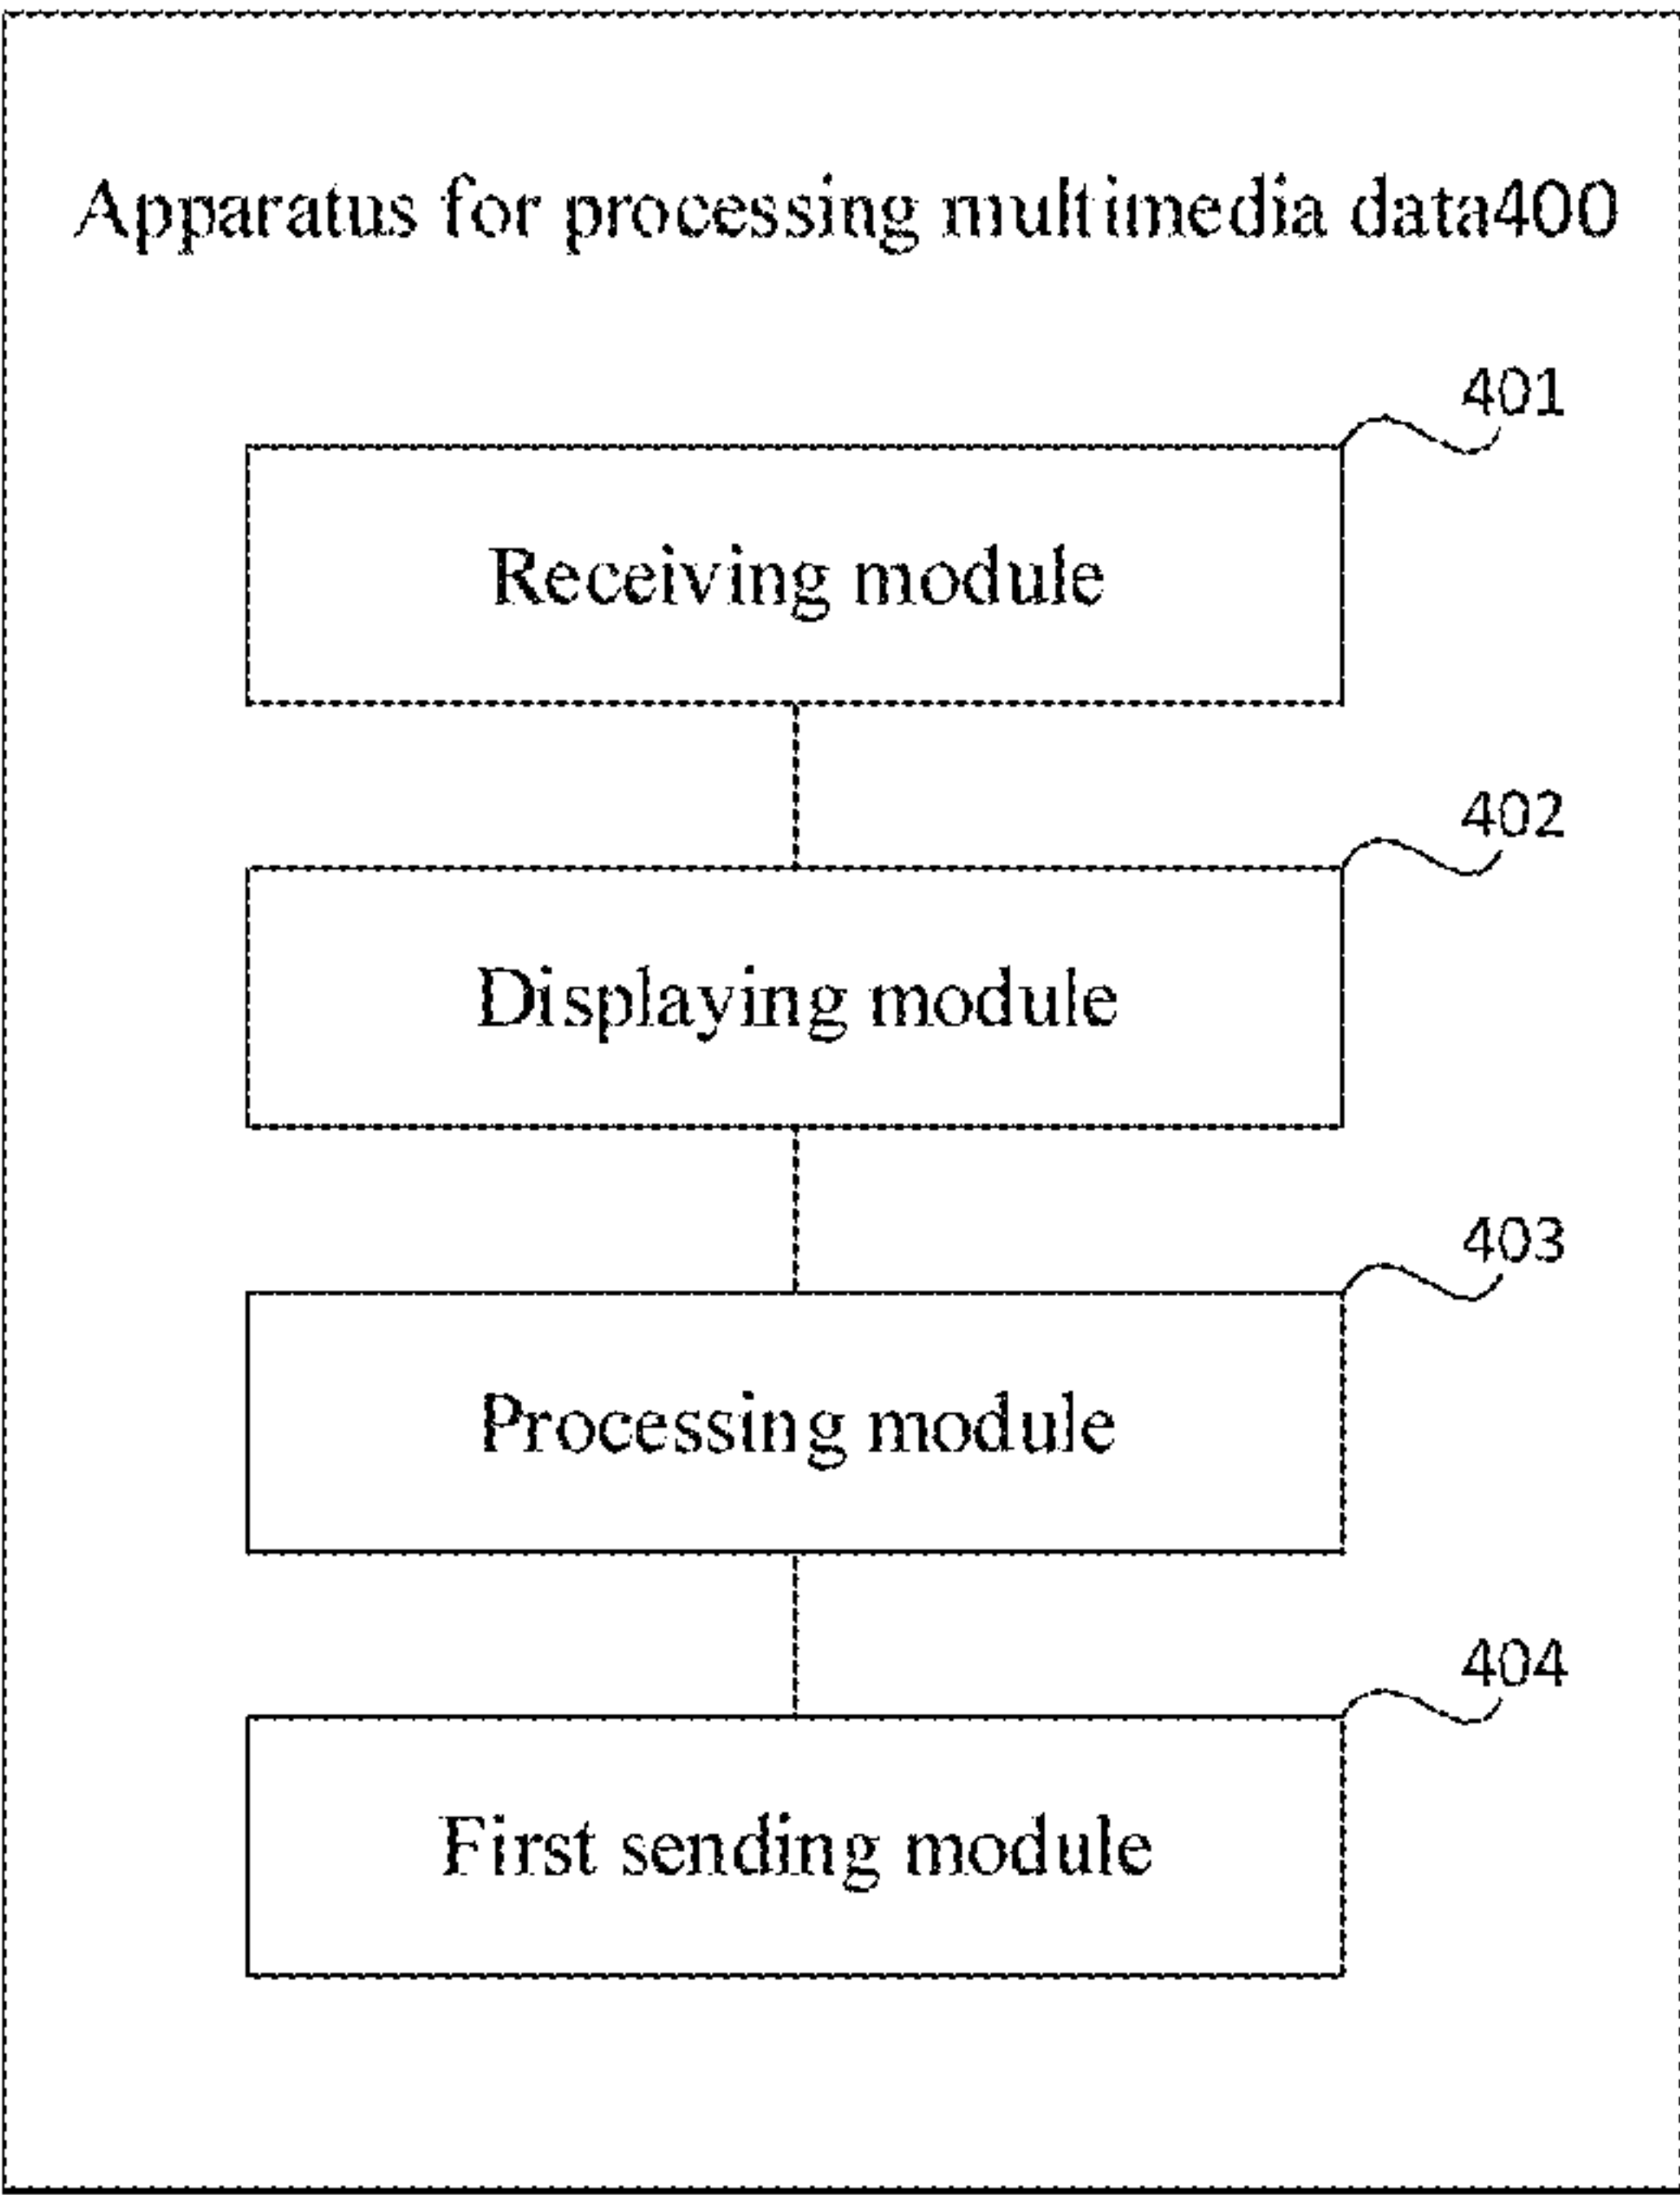 Apparatus for processing multimedia data400
401
Receiving module
402
Displaying module
403
Processing module
404
First sending module